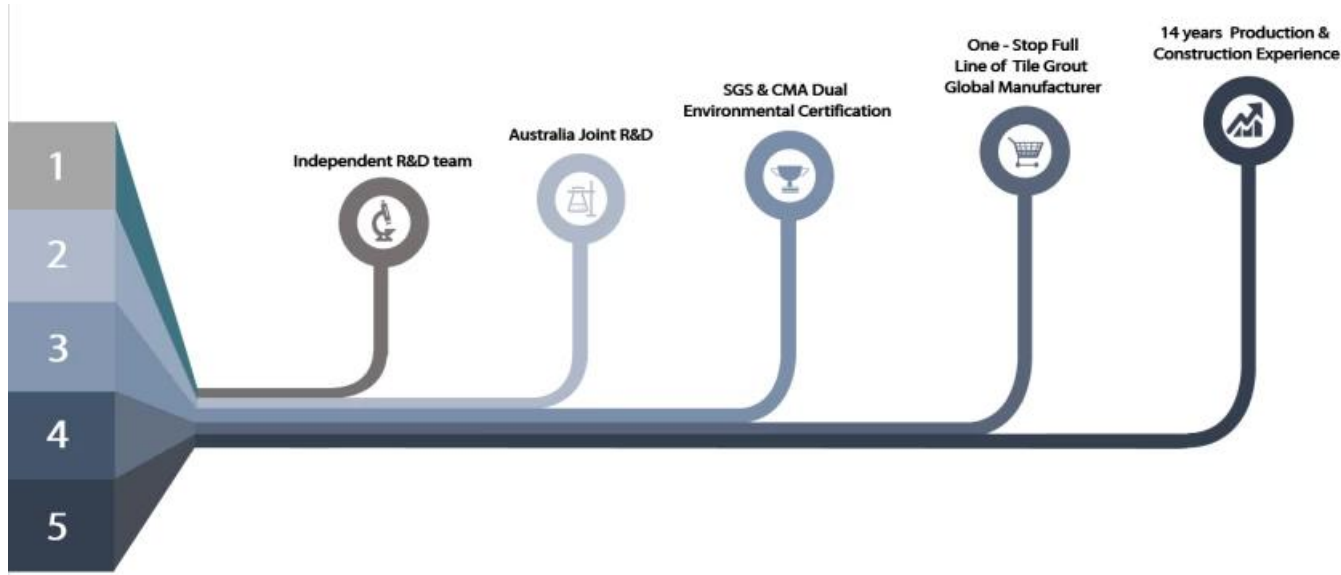 1
2
3
4
5
Independent R&D team
Australia Joint R&D
SGS & CMA Dual
Environmental Certification
One - Stop Full
Line of Tile Grout
Global Manufacturer
14 years Production &
Construction Experience